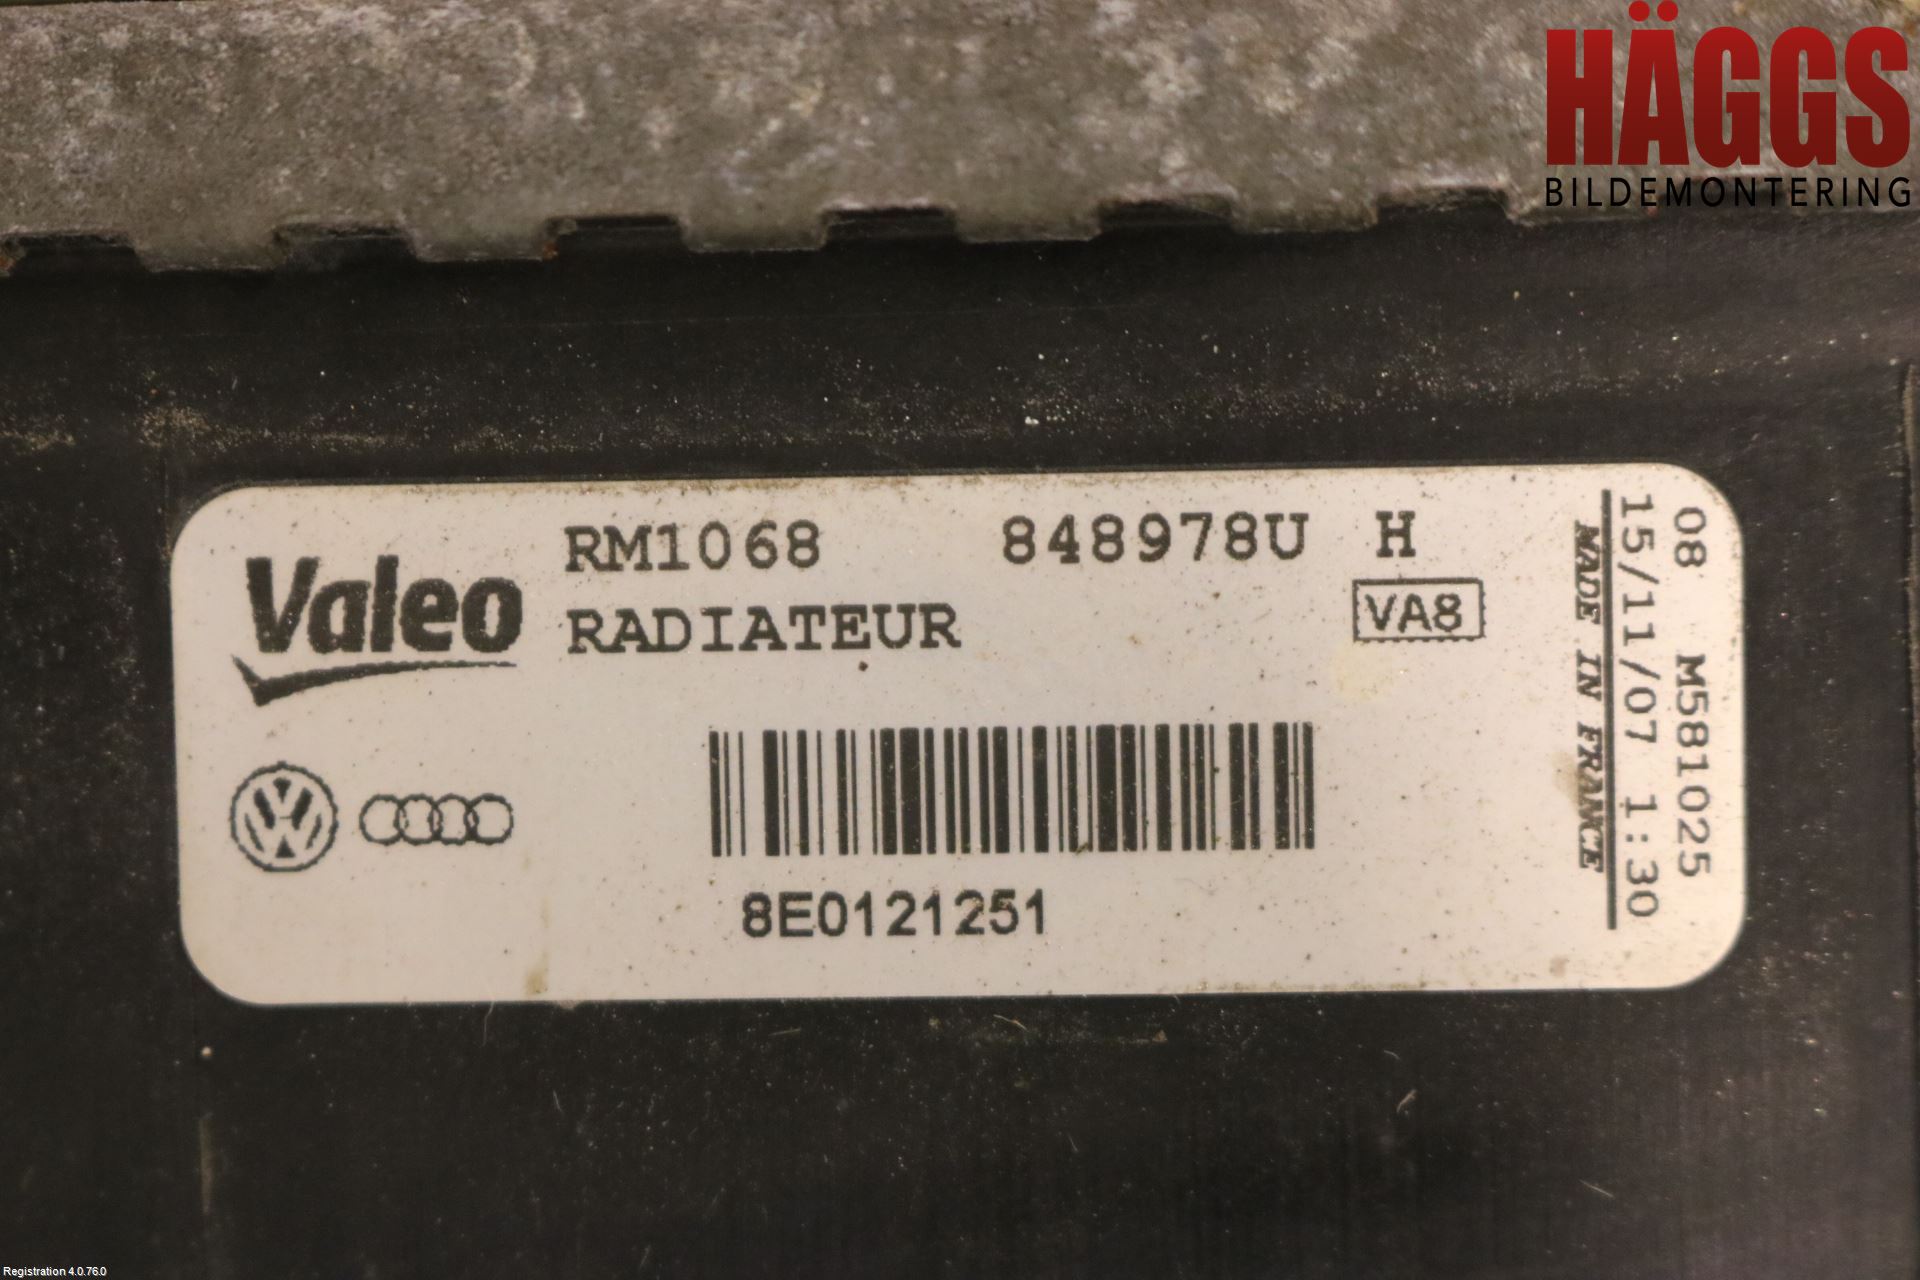 HÄGGS
BILDEMONTERING
Valeo
RM1068 848978U H
RADIATEUR
VA8
8E0121251
08 M581025
15/11/07 1:30
MADE IN FRANCE
Registration 4.0.76.0